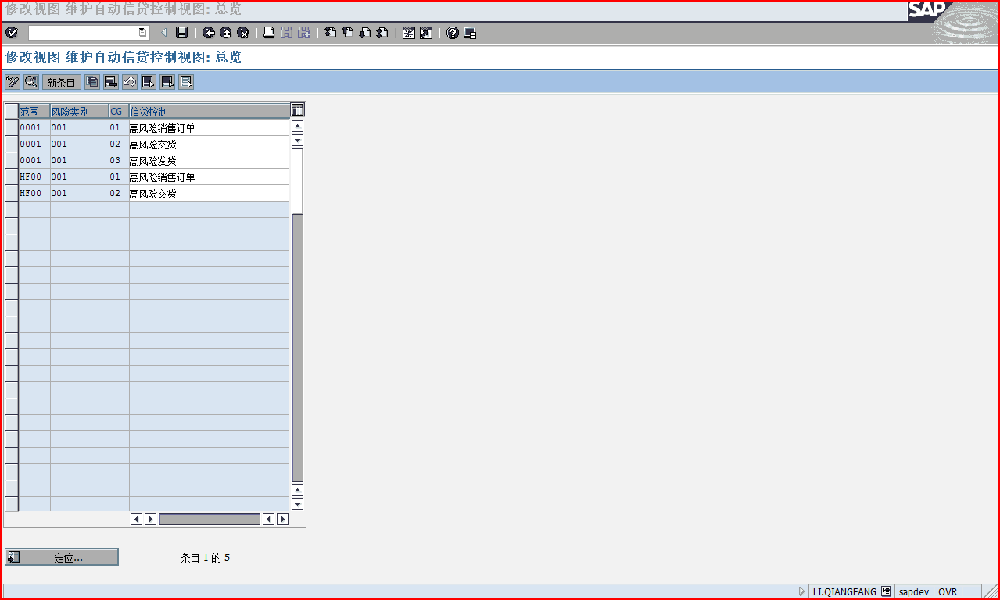 修改视图 维护自动信贷控制视图: 总览
SAP
修改视图 维护自动信贷控制视图: 总览
新条目
范围 风险类别 CG 信贷控制
0001 001 01 高风险销售订单
0001 001 02 高风险交货
0001 001 03 高风险发货
HF00 001 01 高风险销售订单
HF00 001 02 高风险交货
定位... 条目 1 的 5
LI.QIANGFANG sapdev OVR